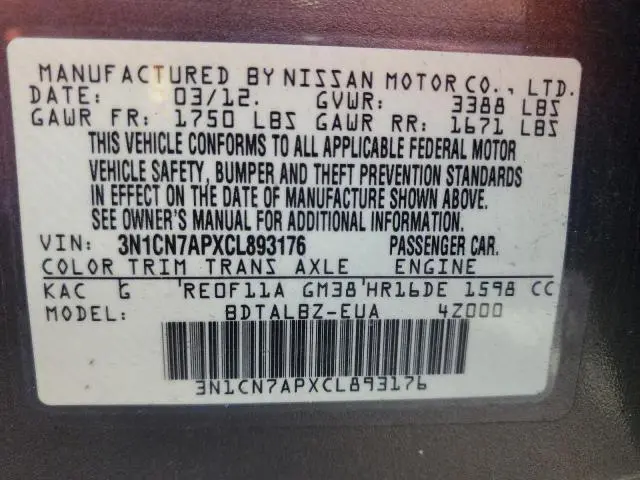 MANUFACTURED BY NISSAN MOTOR CO., LTD.
DATE: 03/12. GVWR: 3388 LBS
GAWR FR: 1750 LBS GAWR RR: 1671 LBS
THIS VEHICLE CONFORMS TO ALL APPLICABLE FEDERAL MOTOR
VEHICLE SAFETY, BUMPER AND THEFT PREVENTION STANDARDS
IN EFFECT ON THE DATE OF MANUFACTURE SHOWN ABOVE.
SEE OWNER'S MANUAL FOR ADDITIONAL INFORMATION.
VIN: 3N1CN7APXCL893176 PASSENGER CAR.
COLOR TRIM TRANS AXLE ENGINE
KAC G 'RE0F11A GM38'HR16DE 1598 CC
MODEL: BDTALBZ-EUA 4Z000
3N1CN7APXCL893176